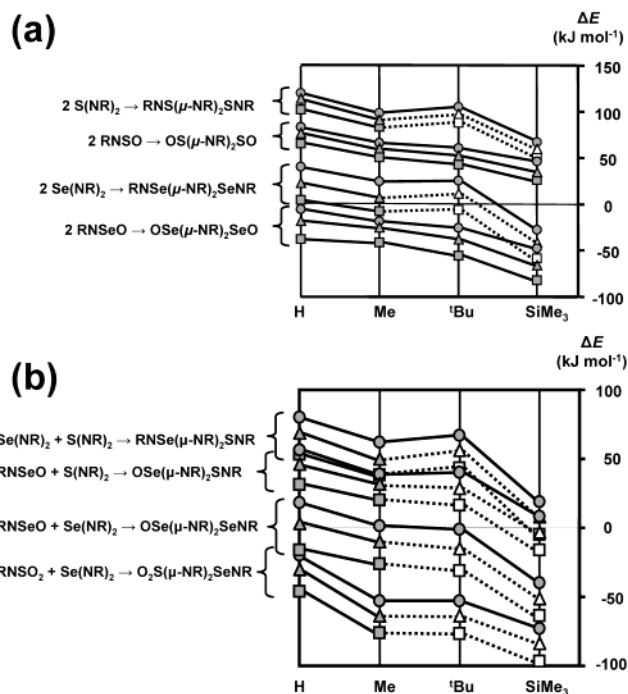 (a)
ΔE
(kJ mol⁻¹)
150
2 S(NR)₂ → RNS(μ-NR)₂SNR
100
2 RNSO → OS(μ-NR)₂SO
50
2 Se(NR)₂ → RNSe(μ-NR)₂SeNR
0
2 RNSeO → OSe(μ-NR)₂SeO
-50
-100
H Me ᵗBu SiMe₃
(b)
ΔE
(kJ mol⁻¹)
100
Se(NR)₂ + S(NR)₂ → RNSe(μ-NR)₂SNR
RNSeO + S(NR)₂ → OSe(μ-NR)₂SNR
50
RNSeO + Se(NR)₂ → OSe(μ-NR)₂SeNR
0
RNSO₂ + Se(NR)₂ → O₂S(μ-NR)₂SeNR
-50
-100
H Me ᵗBu SiMe₃